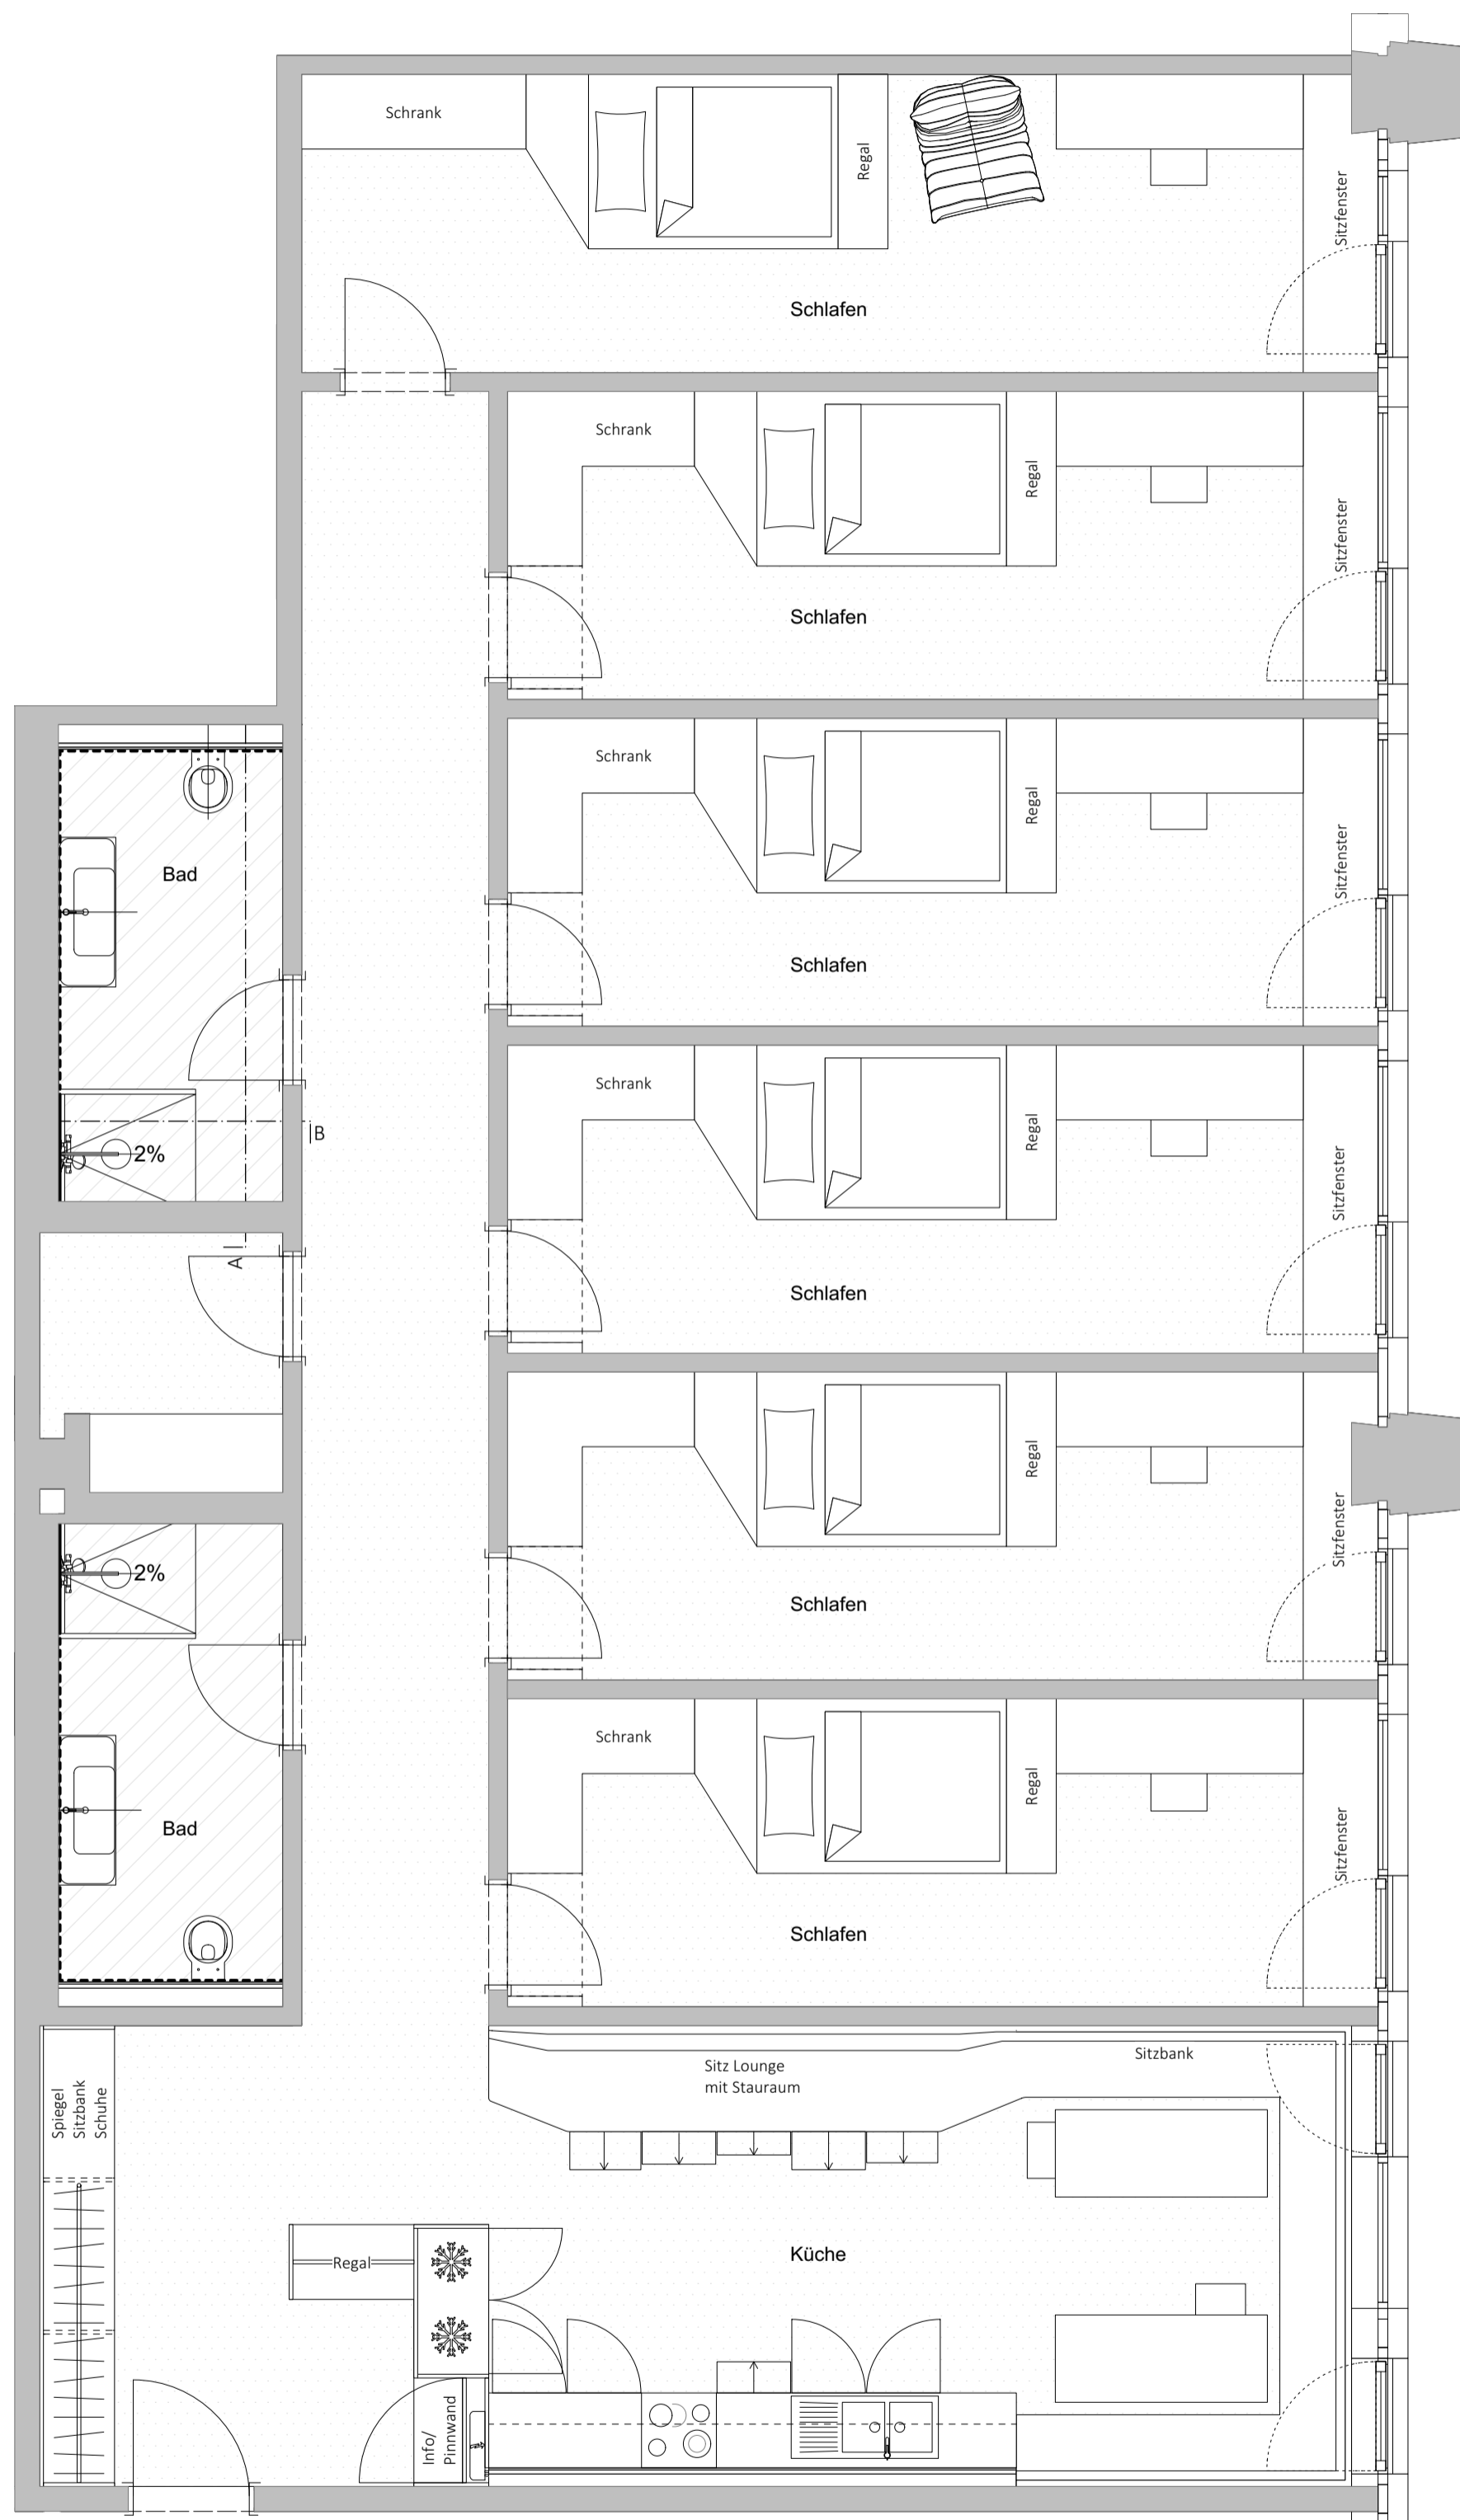 Schrank
Regal
Sitzfenster
Schlafen
Schrank
Regal
Sitzfenster
Schlafen
Schrank
Regal
Sitzfenster
Bad
Schlafen
Schrank
Regal
B
2%
Sitzfenster
A
Schlafen
Regal
Sitzfenster
2%
Schlafen
Schrank
Regal
Bad
Sitzfenster
Schlafen
Sitzbank
Sitz Lounge
mit Stauraum
Spiegel
Sitzbank
Schuhe
Küche
Regal
Info/
Pinnwand